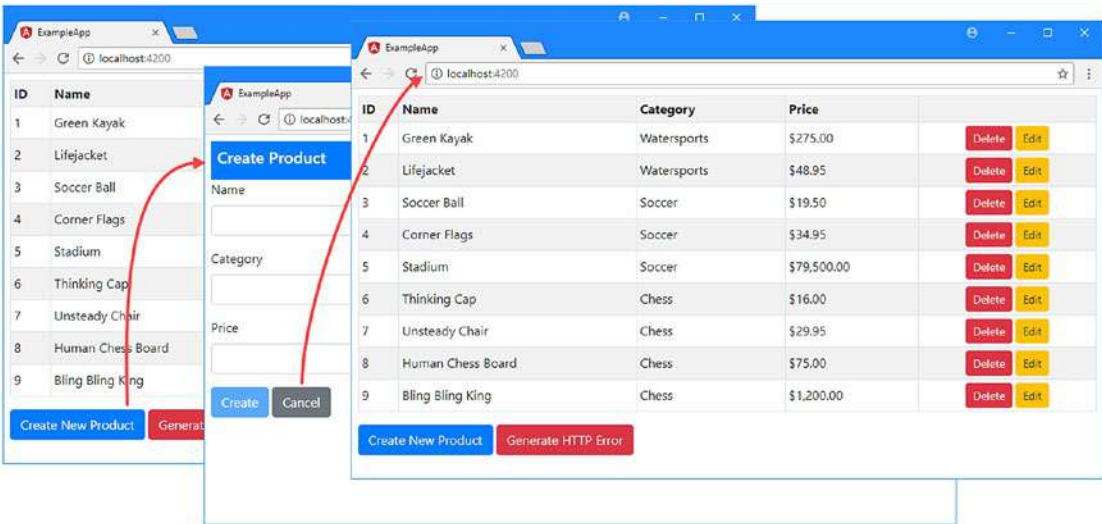 ExampleApp
localhost:4200
ID Name
1 Green Kayak
2 Lifejacket
3 Soccer Ball
4 Corner Flags
5 Stadium
6 Thinking Cap
7 Unsteady Chair
8 Human Chess Board
9 Bling Bling King
Create New Product Generat
ExampleApp
localhost:
Create Product
Name
Category
Price
Create Cancel
ExampleApp
localhost:4200
ID Name Category Price
1 Green Kayak Watersports $275.00 Delete Edit
2 Lifejacket Watersports $48.95 Delete Edit
3 Soccer Ball Soccer $19.50 Delete Edit
4 Corner Flags Soccer $34.95 Delete Edit
5 Stadium Soccer $79,500.00 Delete Edit
6 Thinking Cap Chess $16.00 Delete Edit
7 Unsteady Chair Chess $29.95 Delete Edit
8 Human Chess Board Chess $75.00 Delete Edit
9 Bling Bling King Chess $1,200.00 Delete Edit
Create New Product Generate HTTP Error